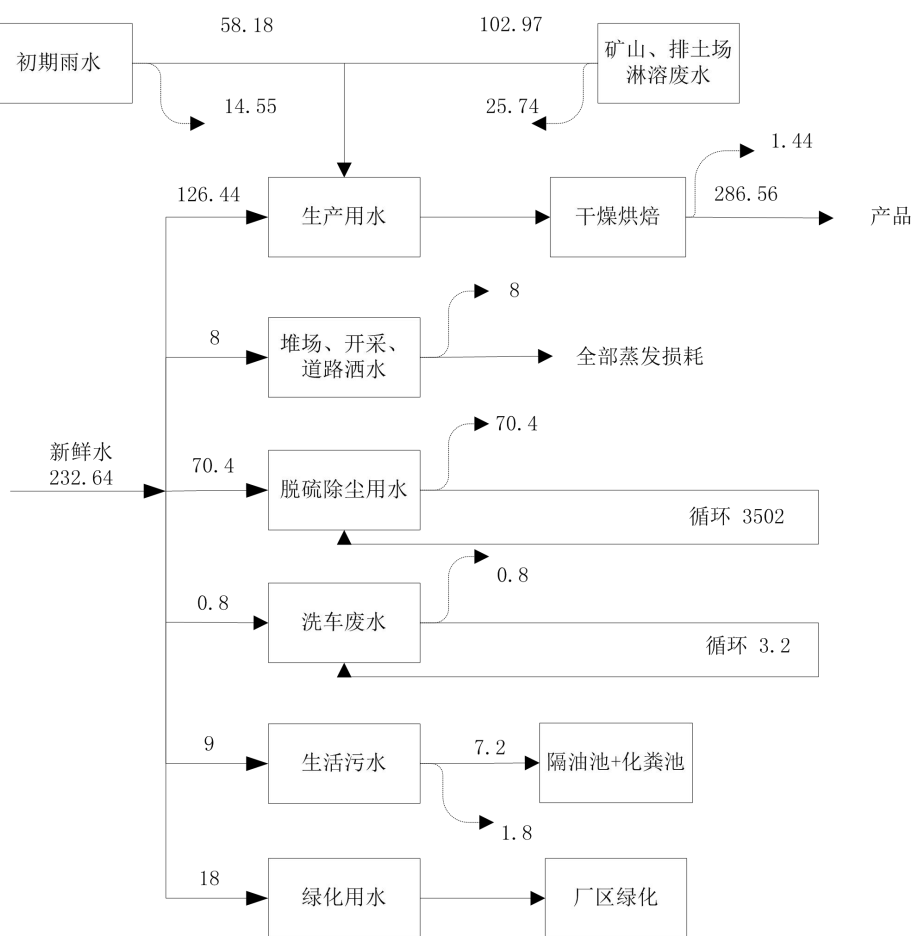 58.18
102.97
初期雨水
矿山、排土场
淋溶废水
14.55
25.74
1.44
126.44
286.56
生产用水
干燥烘焙
产品
8
8
堆场、开采、
道路洒水
全部蒸发损耗
新鲜水
232.64
70.4
70.4
脱硫除尘用水
循环 3502
0.8
0.8
洗车废水
循环 3.2
9
7.2
生活污水
隔油池+化粪池
1.8
18
绿化用水
厂区绿化